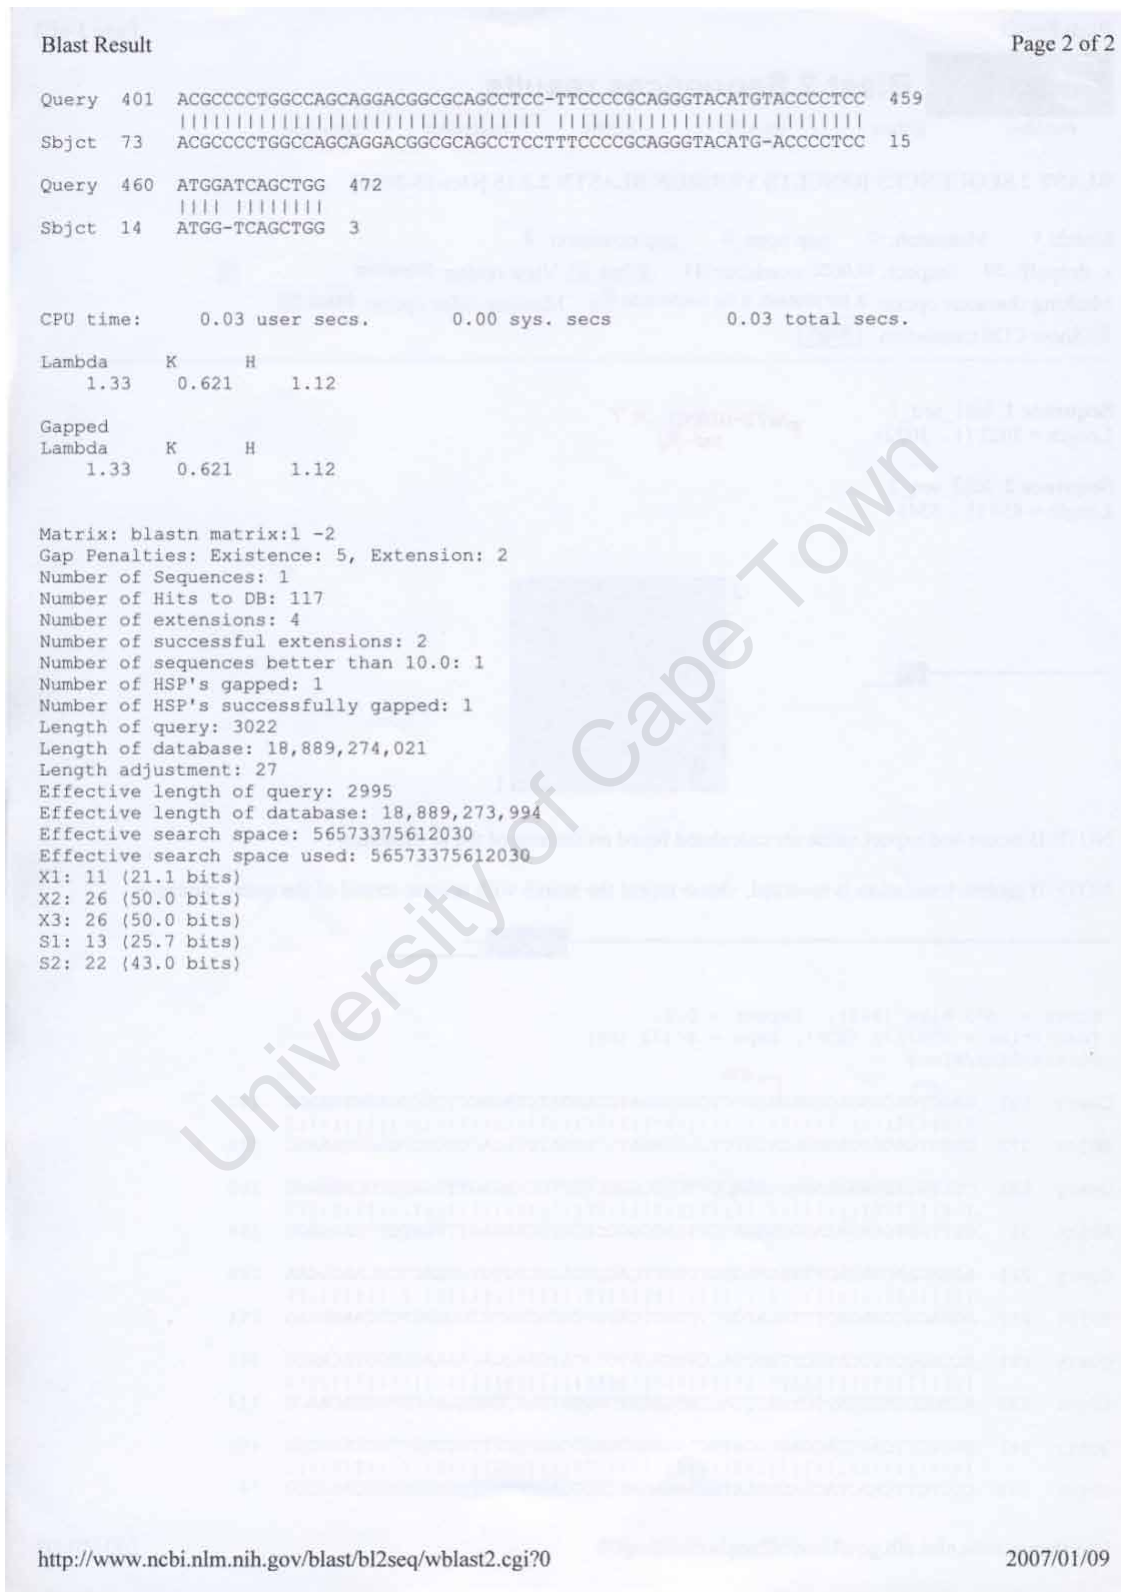 Blast Result Page 2 of 2
Query 401 ACGCCCCTGGCCAGCAGGACGGCGCAGCCTCC-TTCCCCGCAGGGTACATGTACCCCTCC 459
|||||||||||||||||||||||||||||||| |||||||||||||||||| ||||||||
Sbjct 73 ACGCCCCTGGCCAGCAGGACGGCGCAGCCTCCTTTCCCCGCAGGGTACATG-ACCCCTCC 15
Query 460 ATGGATCAGCTGG 472
|||| ||||||||
Sbjct 14 ATGG-TCAGCTGG 3
CPU time: 0.03 user secs. 0.00 sys. secs 0.03 total secs.
Lambda K H
1.33 0.621 1.12
Gapped
Lambda K H
1.33 0.621 1.12
Matrix: blastn matrix:1 -2
Gap Penalties: Existence: 5, Extension: 2
Number of Sequences: 1
Number of Hits to DB: 117
Number of extensions: 4
Number of successful extensions: 2
Number of sequences better than 10.0: 1
Number of HSP's gapped: 1
Number of HSP's successfully gapped: 1
Length of query: 3022
Length of database: 18,889,274,021
Length adjustment: 27
Effective length of query: 2995
Effective length of database: 18,889,273,994
Effective search space: 56573375612030
Effective search space used: 56573375612030
X1: 11 (21.1 bits)
X2: 26 (50.0 bits)
X3: 26 (50.0 bits)
S1: 13 (25.7 bits)
S2: 22 (43.0 bits)
University of Cape Town
http://www.ncbi.nlm.nih.gov/blast/bl2seq/wblast2.cgi?0 2007/01/09